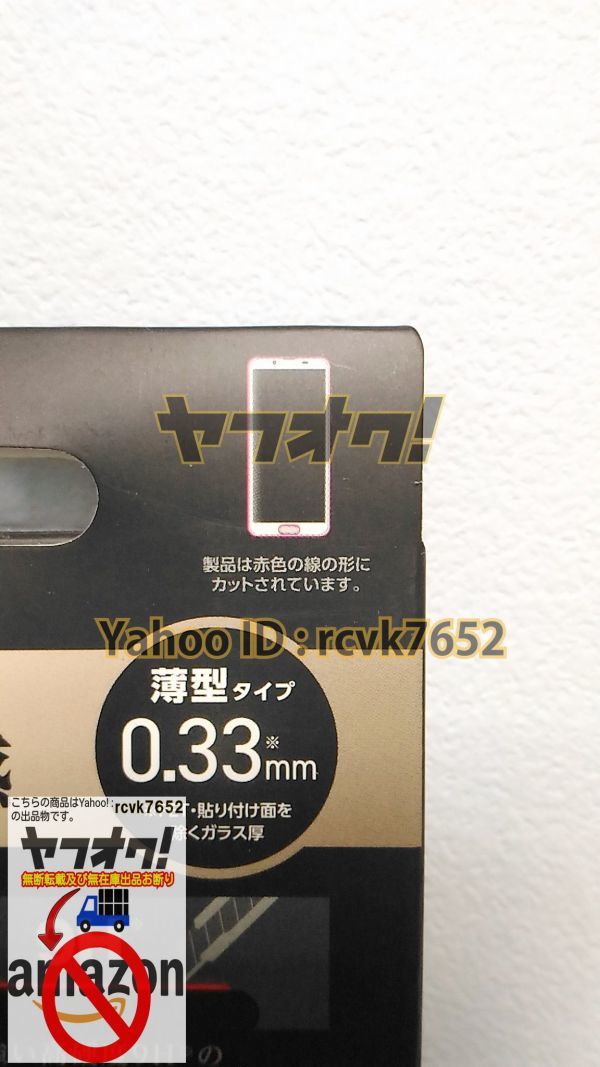 ヤフオク!
製品は赤色の線の形に
カットされています。
Yahoo ID : rcvk7652
薄型タイプ
0.33※mm
・貼り付け面を
除くガラス厚
こちらの商品はYahoo!:rcvk7652
の出品物です。
ヤフオク!
無断転載及び無在庫出品お断り
amazon